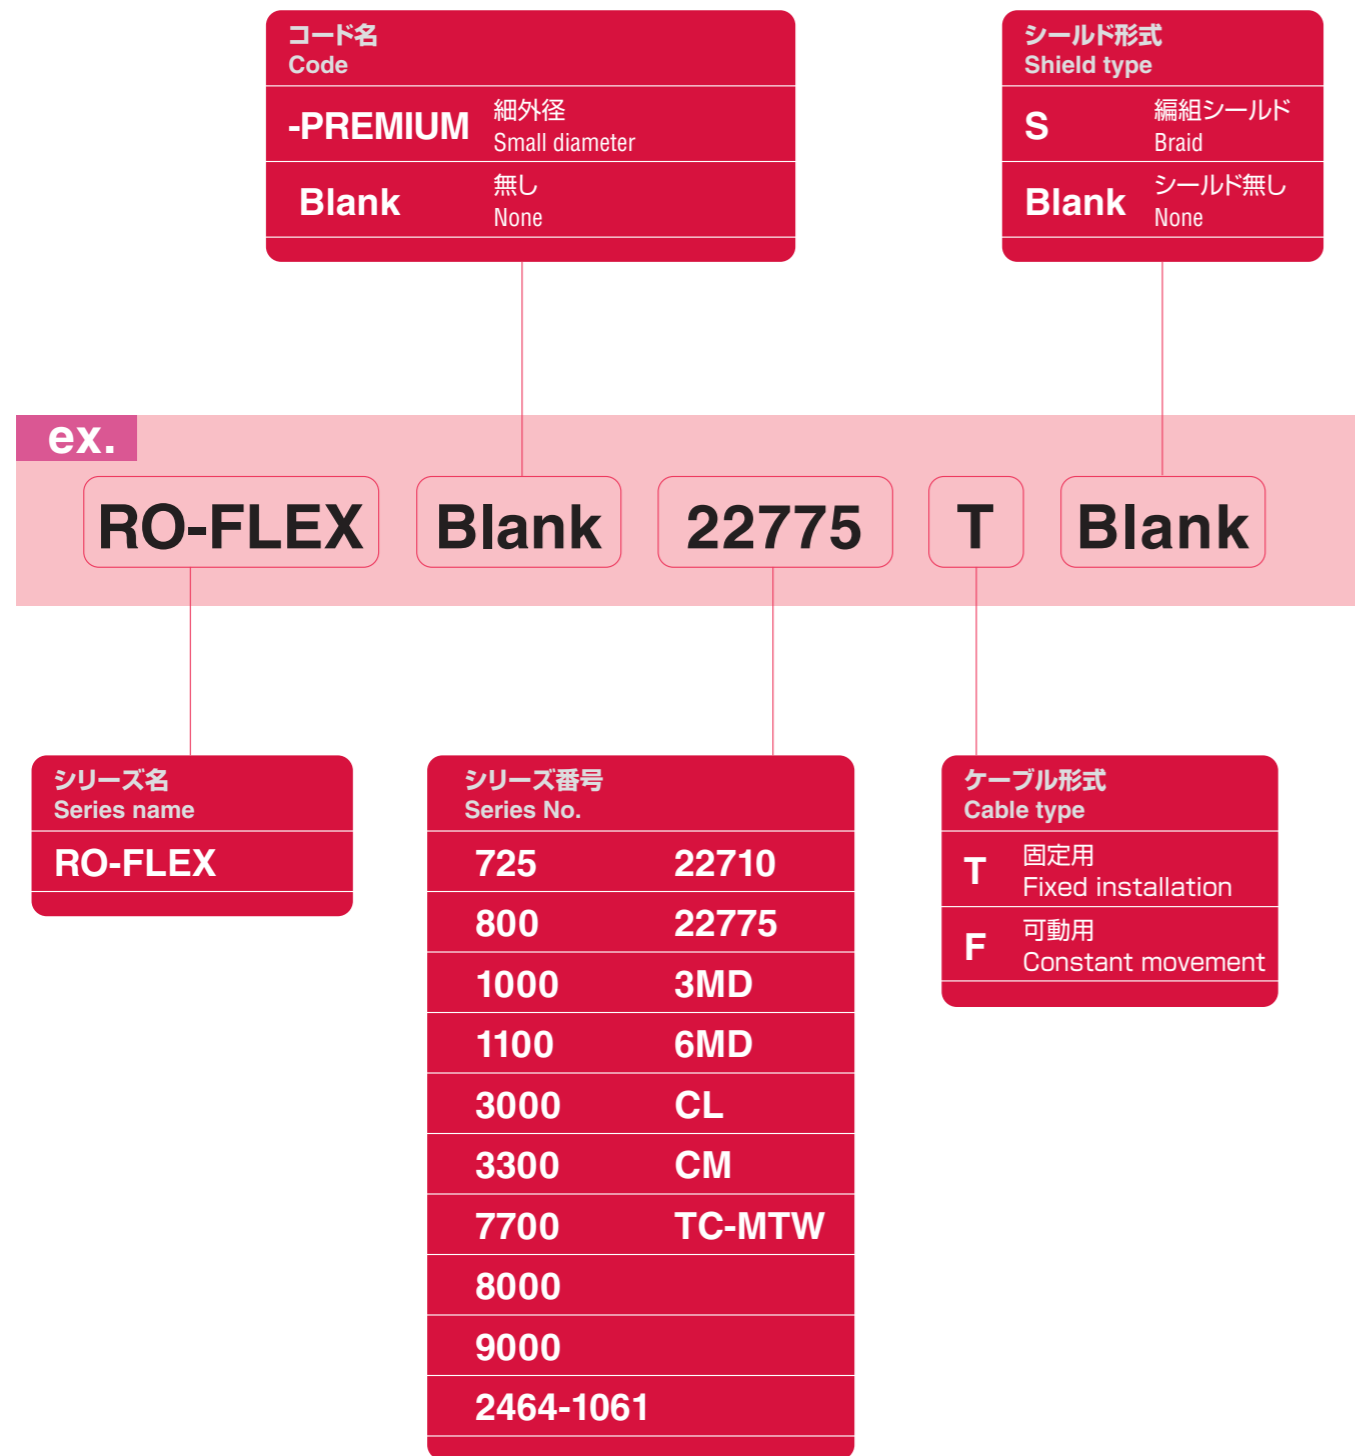 コード名
Code
-PREMIUM 細外径
Small diameter
Blank 無し
None
シールド形式
Shield type
S 編組シールド
Braid
Blank シールド無し
None
ex.
RO-FLEX Blank 22775 T Blank
シリーズ名
Series name
RO-FLEX
シリーズ番号
Series No.
725 22710
800 22775
1000 3MD
1100 6MD
3000 CL
3300 CM
7700 TC-MTW
8000
9000
2464-1061
ケーブル形式
Cable type
T 固定用
Fixed installation
F 可動用
Constant movement